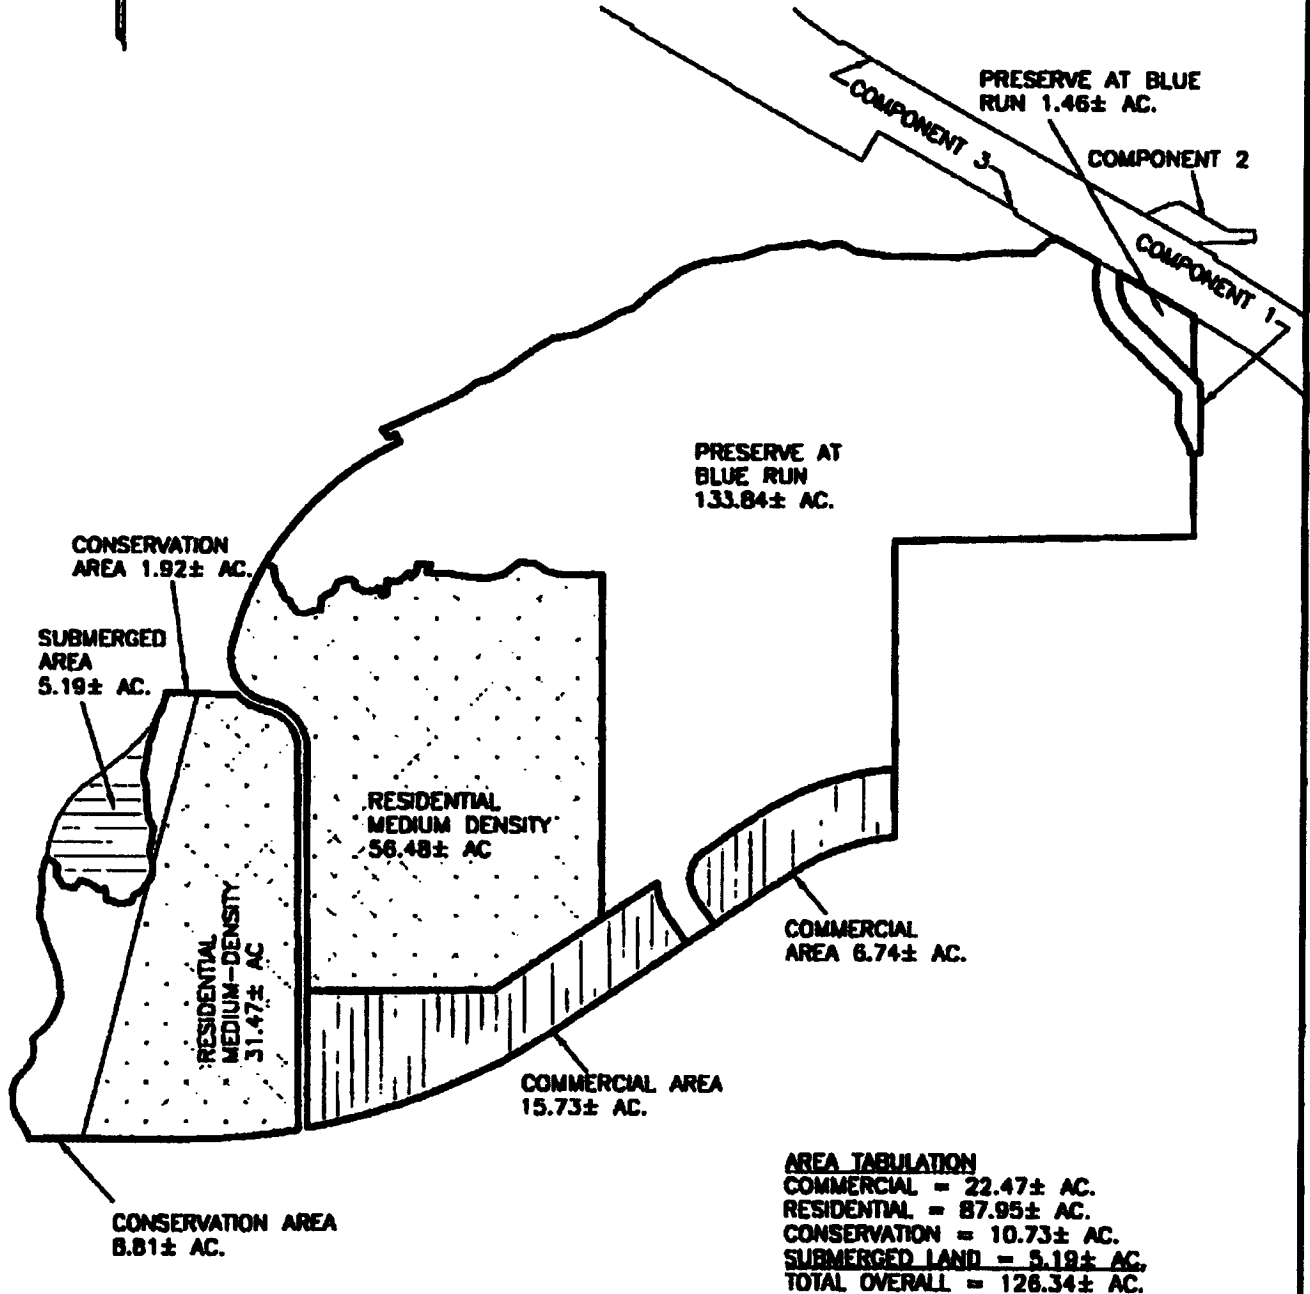 PRESERVE AT BLUE
RUN 1.46± AC.
COMPONENT 3
COMPONENT 2
COMPONENT 1
PRESERVE AT
BLUE RUN
133.84± AC.
CONSERVATION
AREA 1.92± AC.
SUBMERGED
AREA
5.19± AC.
RESIDENTIAL
MEDIUM DENSITY
56.48± AC
RESIDENTIAL
MEDIUM-DENSITY
31.47± AC
COMMERCIAL
AREA 6.74± AC.
COMMERCIAL AREA
15.73± AC.
CONSERVATION AREA
8.81± AC.
AREA TABULATION
COMMERCIAL = 22.47± AC.
RESIDENTIAL = 87.95± AC.
CONSERVATION = 10.73± AC.
SUBMERGED LAND = 5.19± AC.
TOTAL OVERALL = 126.34± AC.